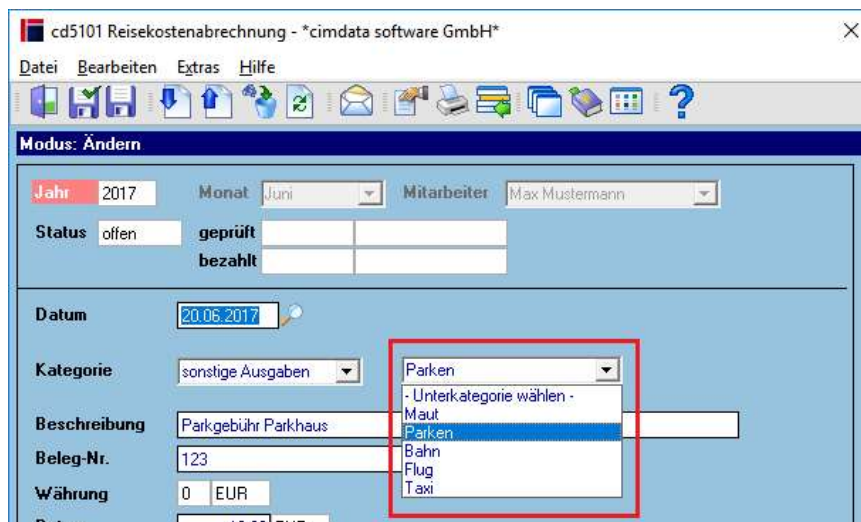 cd5101 Reisekostenabrechnung - *cimdata software GmbH*
Datei Bearbeiten Extras Hilfe
Modus: Ändern
Jahr 2017 Monat Juni Mitarbeiter Max Mustermann
Status offen geprüft
bezahlt
Datum 20.06.2017
Kategorie sonstige Ausgaben Parken
- Unterkategorie wählen -
Maut
Beschreibung Parkgebühr Parkhaus Parken
Bahn
Beleg-Nr. 123
Flug
Währung 0 EUR Taxi
EUR